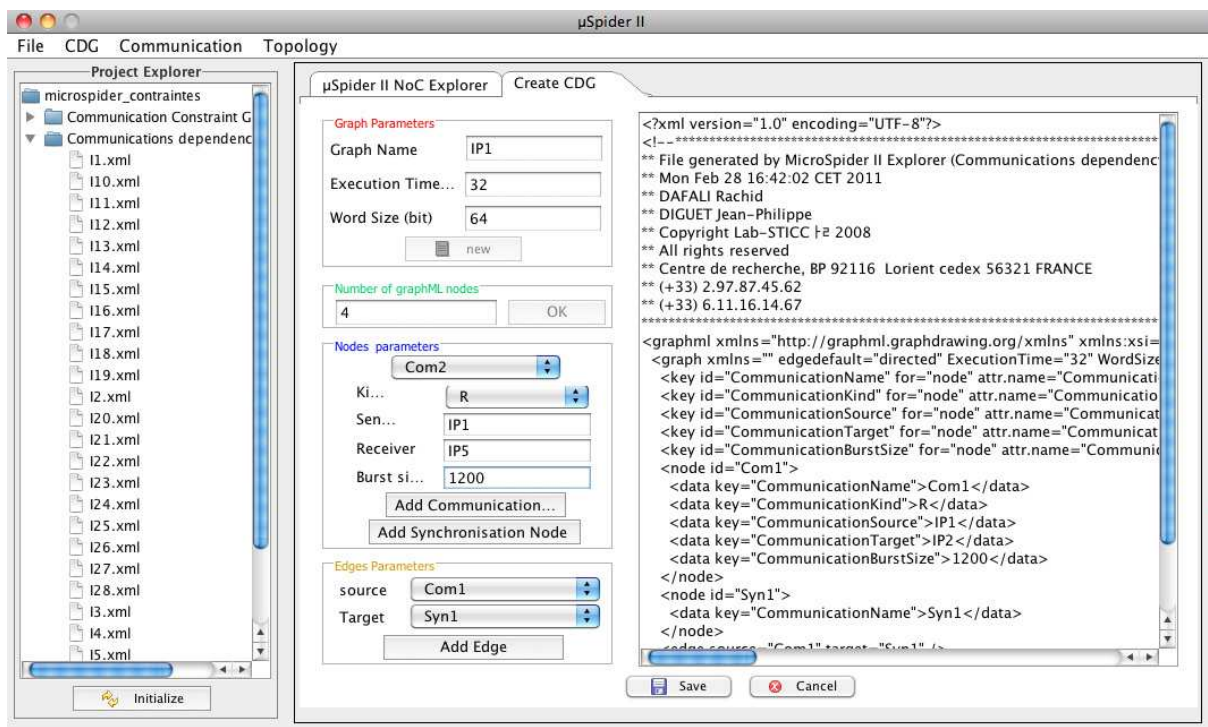 µSpider II
File CDG Communication Topology
Project Explorer
microspider_contraintes
Communication Constraint G
Communications dependenc
I1.xml
I10.xml
I11.xml
I12.xml
I13.xml
I14.xml
I15.xml
I16.xml
I17.xml
I18.xml
I19.xml
I2.xml
I20.xml
I21.xml
I22.xml
I23.xml
I24.xml
I25.xml
I26.xml
I27.xml
I28.xml
I3.xml
I4.xml
I5.xml
Initialize
µSpider II NoC Explorer
Create CDG
Graph Parameters
Graph Name IP1
Execution Time... 32
Word Size (bit) 64
new
Number of graphML nodes
4 OK
Nodes parameters
Com2
Ki... R
Sen... IP1
Receiver IP5
Burst si... 1200
Add Communication...
Add Synchronisation Node
Edges Parameters
source Com1
Target Syn1
Add Edge
<?xml version="1.0" encoding="UTF-8"?>
<!--**************************************************************
** File generated by MicroSpider II Explorer (Communications dependenc
** Mon Feb 28 16:42:02 CET 2011
** DAFALI Rachid
** DIGUET Jean-Philippe
** Copyright Lab-STICC ㅏㄹ 2008
** All rights reserved
** Centre de recherche, BP 92116 Lorient cedex 56321 FRANCE
** (+33) 2.97.87.45.62
** (+33) 6.11.16.14.67
******************************************************************
<graphml xmlns="http://graphml.graphdrawing.org/xmlns" xmlns:xsi=
<graph xmlns="" edgedefault="directed" ExecutionTime="32" WordSize
<key id="CommunicationName" for="node" attr.name="Communicati
<key id="CommunicationKind" for="node" attr.name="Communicatio
<key id="CommunicationSource" for="node" attr.name="Communicat
<key id="CommunicationTarget" for="node" attr.name="Communicat
<key id="CommunicationBurstSize" for="node" attr.name="Communic
<node id="Com1">
<data key="CommunicationName">Com1</data>
<data key="CommunicationKind">R</data>
<data key="CommunicationSource">IP1</data>
<data key="CommunicationTarget">IP2</data>
<data key="CommunicationBurstSize">1200</data>
</node>
<node id="Syn1">
<data key="CommunicationName">Syn1</data>
</node>
<edge source="Com1" target="Syn1" />
Save Cancel